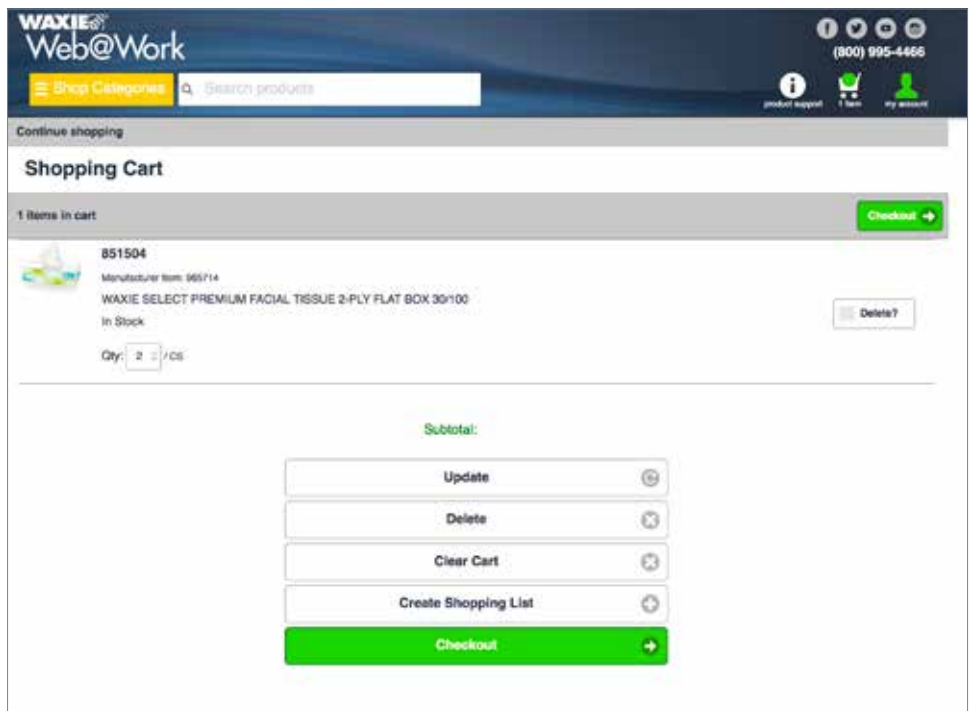 WAXIE
Web@Work
(800) 995-4466
Shop Categories
Search products
product support
1 item
my account
Continue shopping
Shopping Cart
1 items in cart
Checkout
851504
Manufacturer Item: 965714
WAXIE SELECT PREMIUM FACIAL TISSUE 2-PLY FLAT BOX 30/100
In Stock
Delete?
Qty: 2 / CS
Subtotal:
Update
Delete
Clear Cart
Create Shopping List
Checkout